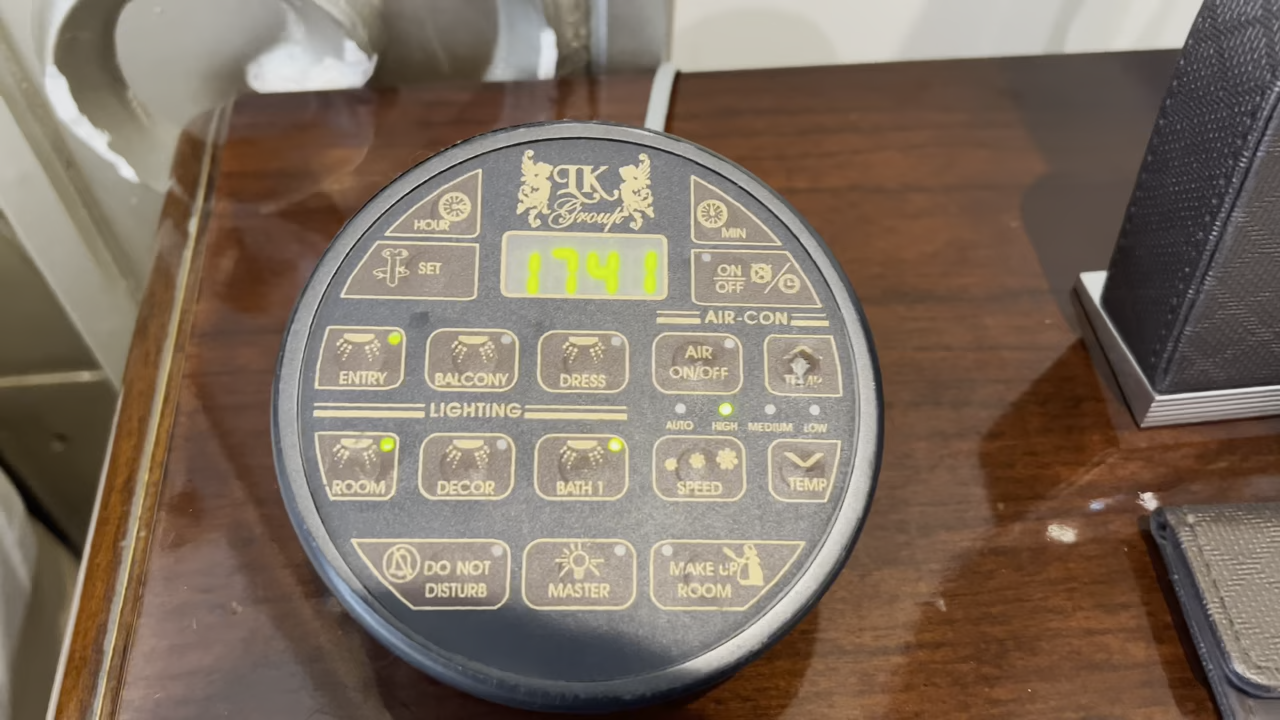 LK
Group
HOUR
MIN
SET
1741
ON
OFF
AIR-CON
ENTRY
BALCONY
DRESS
AIR
ON/OFF
TEMP
LIGHTING
AUTO HIGH MEDIUM LOW
ROOM
DECOR
BATH 1
SPEED
TEMP
DO NOT
DISTURB
MASTER
MAKE UP
ROOM